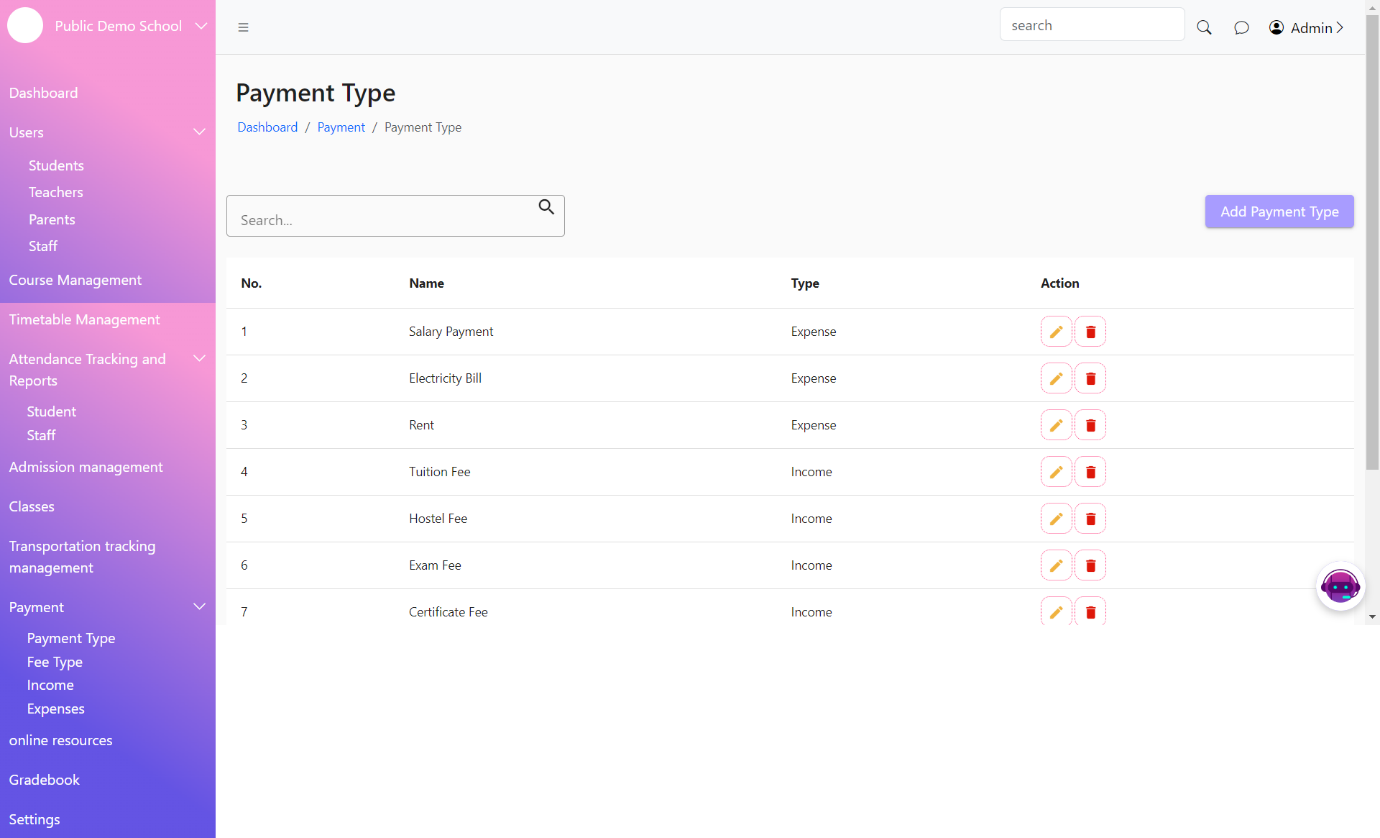 Public Demo School
search
Admin
Dashboard
Users
Students
Teachers
Parents
Staff
Course Management
Timetable Management
Attendance Tracking and
Reports
Student
Staff
Admission management
Classes
Transportation tracking
management
Payment
Payment Type
Fee Type
Income
Expenses
online resources
Gradebook
Settings
Payment Type
Dashboard / Payment / Payment Type
Search...
Add Payment Type
No. Name Type Action
1 Salary Payment Expense
2 Electricity Bill Expense
3 Rent Expense
4 Tuition Fee Income
5 Hostel Fee Income
6 Exam Fee Income
7 Certificate Fee Income